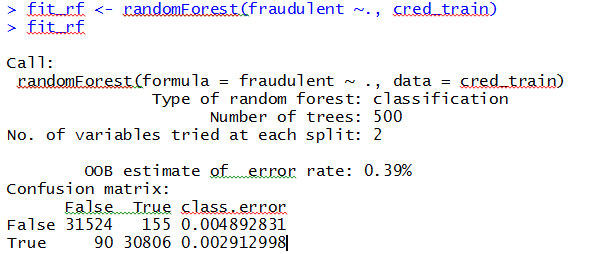 > fit_rf <- randomForest(fraudulent ~., cred_train)
> fit_rf
Call:
randomForest(formula = fraudulent ~ ., data = cred_train)
Type of random forest: classification
Number of trees: 500
No. of variables tried at each split: 2
OOB estimate of  error rate: 0.39%
Confusion matrix:
False  True class.error
False 31524   155 0.004892831
True     90 30806 0.002912998